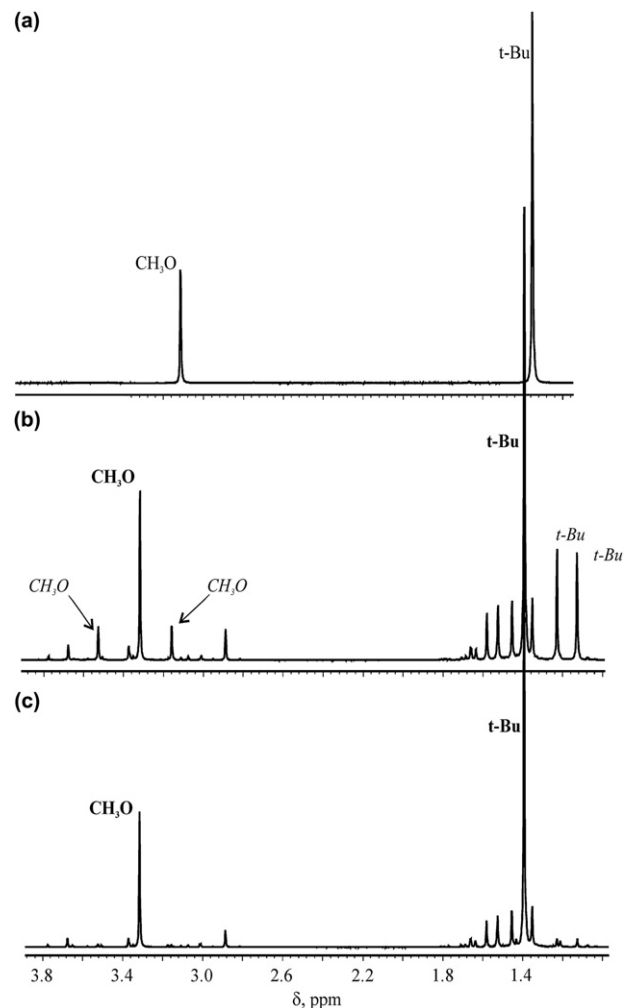 (a)
t-Bu
CH₃O
(b)
t-Bu
CH₃O
t-Bu
CH₃O
CH₃O
t-Bu
(c)
t-Bu
CH₃O
3.8 3.4 3.0 2.6 2.2 1.8 1.4
δ, ppm